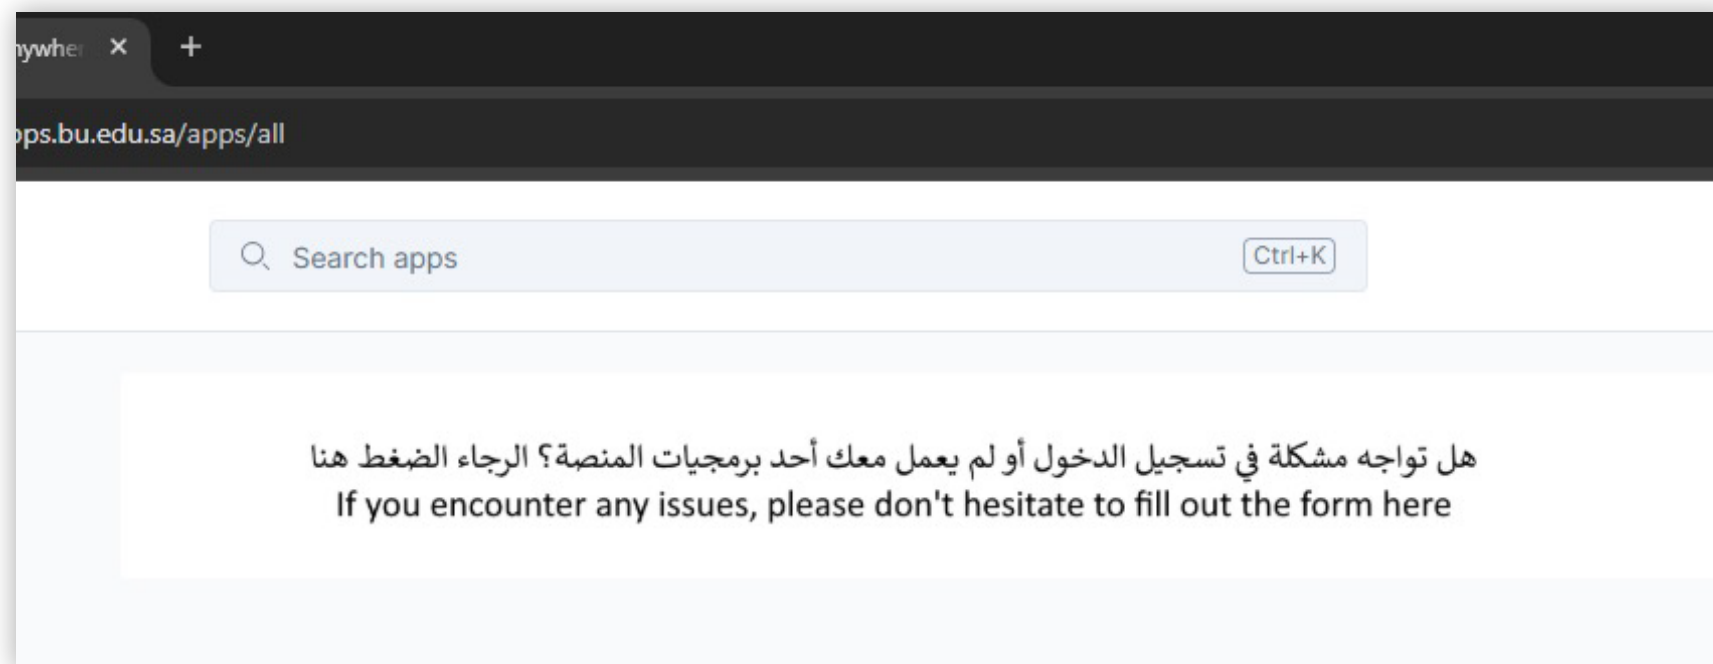 nywher
ops.bu.edu.sa/apps/all
Search apps
Ctrl+K
هل تواجه مشكلة في تسجيل الدخول أو لم يعمل معك أحد برمجيات المنصة؟ الرجاء الضغط هنا
If you encounter any issues, please don't hesitate to fill out the form here